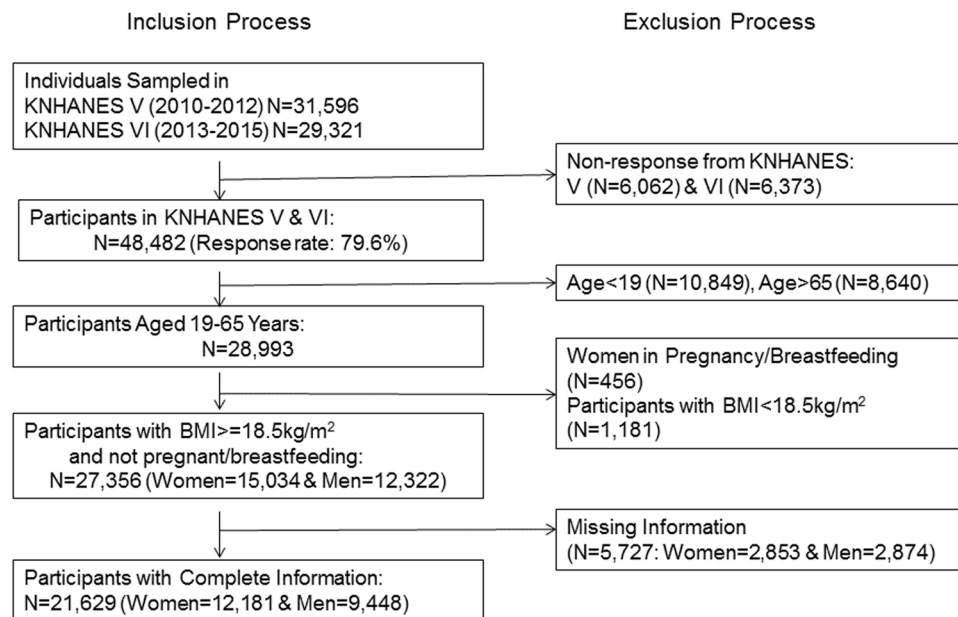 Inclusion Process
Exclusion Process
Individuals Sampled in
KNHANES V (2010-2012) N=31,596
KNHANES VI (2013-2015) N=29,321
Non-response from KNHANES:
V (N=6,062) & VI (N=6,373)
Participants in KNHANES V & VI:
N=48,482 (Response rate: 79.6%)
Age<19 (N=10,849), Age>65 (N=8,640)
Participants Aged 19-65 Years:
N=28,993
Women in Pregnancy/Breastfeeding
(N=456)
Participants with BMI<18.5kg/m²
(N=1,181)
Participants with BMI>=18.5kg/m²
and not pregnant/breastfeeding:
N=27,356 (Women=15,034 & Men=12,322)
Missing Information
(N=5,727: Women=2,853 & Men=2,874)
Participants with Complete Information:
N=21,629 (Women=12,181 & Men=9,448)